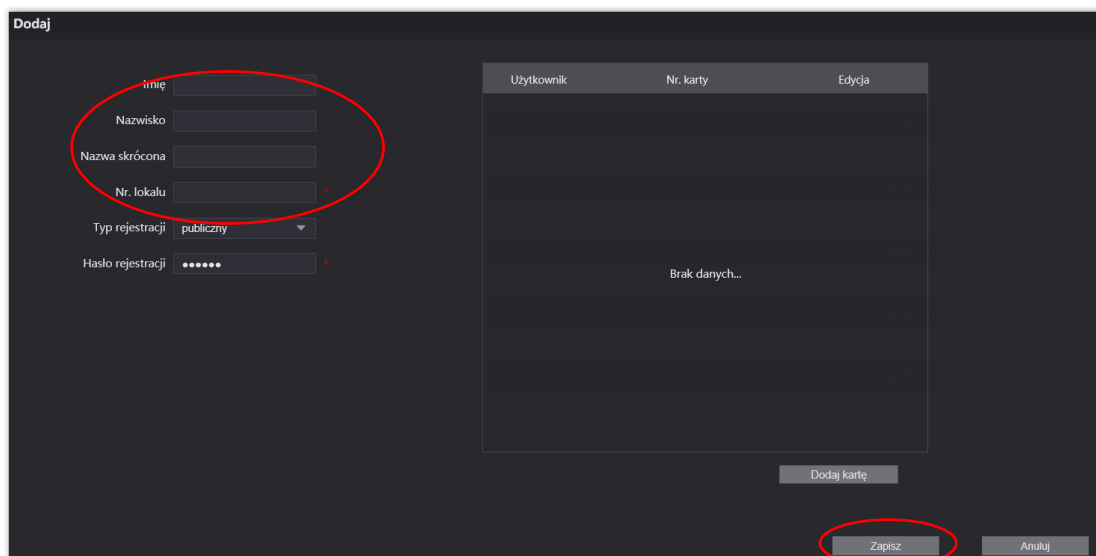 Dodaj
Imię
Nazwisko
Nazwa skrócona
Nr. lokalu *
Typ rejestracji publiczny
Hasło rejestracji ●●●●●● *
Użytkownik Nr. karty Edycja
Brak danych...
Dodaj kartę
Zapisz Anuluj